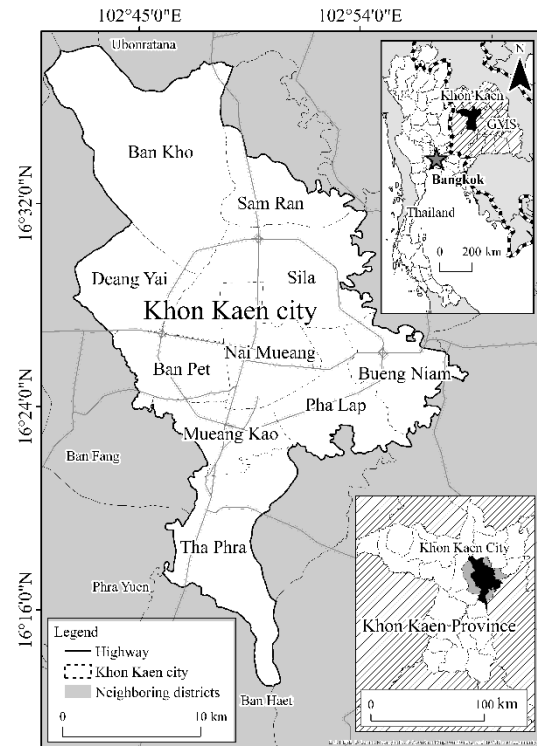 102°45'0"E
102°54'0"E
Ubonratana
N
Khon Kaen
GMS
Bangkok
Thailand
0 200 km
Ban Kho
Sam Ran
16°32'0"N
Deang Yai
Sila
Khon Kaen city
Nai Mueang
Ban Pet
Bueng Niam
Pha Lap
16°24'0"N
Mueang Kao
Ban Fang
Tha Phra
Phra Yuen
16°16'0"N
Khon Kaen City
Khon Kaen Province
0 100 km
Legend
Highway
Khon Kaen city
Neighboring districts
0 10 km
Ban Haet